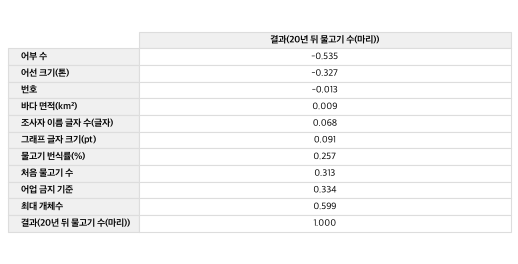 결과(20년 뒤 물고기 수(마리))
어부 수 -0.535
어선 크기(톤) -0.327
번호 -0.013
바다 면적(km²) 0.009
조사자 이름 글자 수(글자) 0.068
그래프 글자 크기(pt) 0.091
물고기 번식률(%) 0.257
처음 물고기 수 0.313
어업 금지 기준 0.334
최대 개체수 0.599
결과(20년 뒤 물고기 수(마리)) 1.000